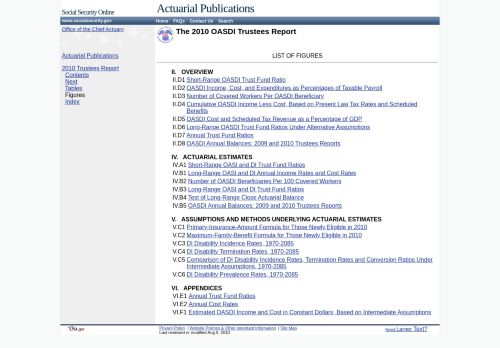 Social Security Online
Actuarial Publications
www.socialsecurity.gov
Home FAQs Contact Us Search
Office of the Chief Actuary
The 2010 OASDI Trustees Report
Actuarial Publications
2010 Trustees Report
Contents
Next
Tables
Figures
Index
LIST OF FIGURES
II. OVERVIEW
II.D1 Short-Range OASDI Trust Fund Ratio
II.D2 OASDI Income, Cost, and Expenditures as Percentages of Taxable Payroll
II.D3 Number of Covered Workers Per OASDI Beneficiary
II.D4 Cumulative OASDI Income Less Cost, Based on Present Law Tax Rates and Scheduled
Benefits
II.D5 OASDI Cost and Scheduled Tax Revenue as a Percentage of GDP
II.D6 Long-Range OASDI Trust Fund Ratios Under Alternative Assumptions
II.D7 Annual Trust Fund Ratios
II.D8 OASDI Annual Balances: 2009 and 2010 Trustees Reports
IV. ACTUARIAL ESTIMATES
IV.A1 Short-Range OASI and DI Trust Fund Ratios
IV.B1 Long-Range OASI and DI Annual Income Rates and Cost Rates
IV.B2 Number of OASDI Beneficiaries Per 100 Covered Workers
IV.B3 Long-Range OASI and DI Trust Fund Ratios
IV.B4 Test of Long-Range Close Actuarial Balance
IV.B5 OASDI Annual Balances: 2009 and 2010 Trustees Reports
V. ASSUMPTIONS AND METHODS UNDERLYING ACTUARIAL ESTIMATES
V.C1 Primary-Insurance-Amount Formula for Those Newly Eligible in 2010
V.C2 Maximum-Family-Benefit Formula for Those Newly Eligible in 2010
V.C3 DI Disability Incidence Rates, 1970-2085
V.C4 DI Disability Termination Rates, 1970-2085
V.C5 Comparison of DI Disability Incidence Rates, Termination Rates and Conversion Ratios Under
Intermediate Assumptions, 1970-2085
V.C6 DI Disability Prevalence Rates, 1970-2085
VI. APPENDICES
VI.E1 Annual Trust Fund Ratios
VI.E2 Annual Cost Rates
VI.F1 Estimated OASDI Income and Cost in Constant Dollars, Based on Intermediate Assumptions
USA.gov
Privacy Policy | Website Policies & Other Important Information | Site Map
Last reviewed or modified Aug 5, 2010
Need Larger Text?